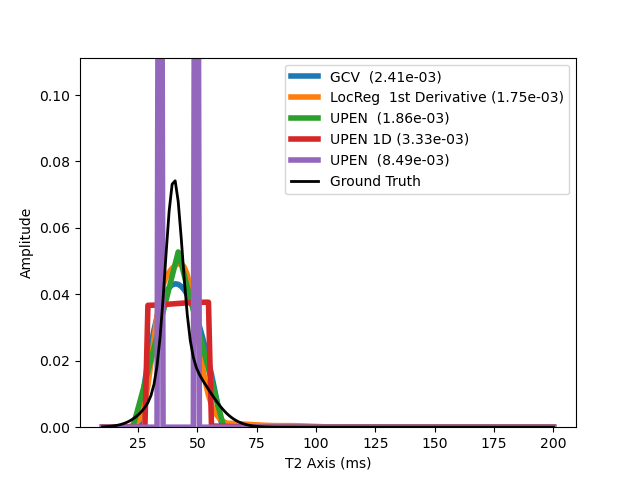 GCV  (2.41e-03)
LocReg  1st Derivative (1.75e-03)
UPEN  (1.86e-03)
UPEN 1D (3.33e-03)
UPEN  (8.49e-03)
Ground Truth
0.10
0.08
0.06
0.04
0.02
0.00
Amplitude
25 50 75 100 125 150 175 200
T2 Axis (ms)